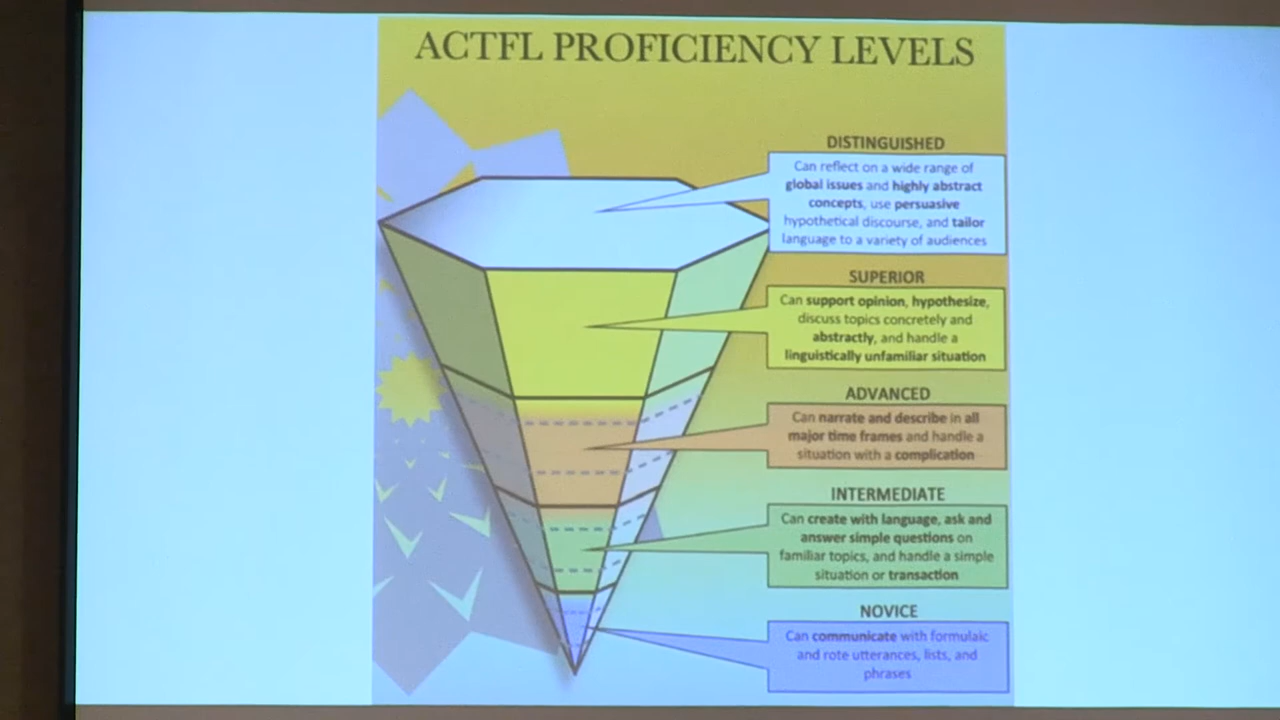 ACTFL PROFICIENCY LEVELS
DISTINGUISHED
Can reflect on a wide range of
global issues and highly abstract
concepts, use persuasive
hypothetical discourse, and tailor
language to a variety of audiences
SUPERIOR
Can support opinion, hypothesize,
discuss topics concretely and
abstractly, and handle a
linguistically unfamiliar situation
ADVANCED
Can narrate and describe in all
major time frames and handle a
situation with a complication
INTERMEDIATE
Can create with language, ask and
answer simple questions on
familiar topics, and handle a simple
situation or transaction
NOVICE
Can communicate with formulaic
and rote utterances, lists, and
phrases